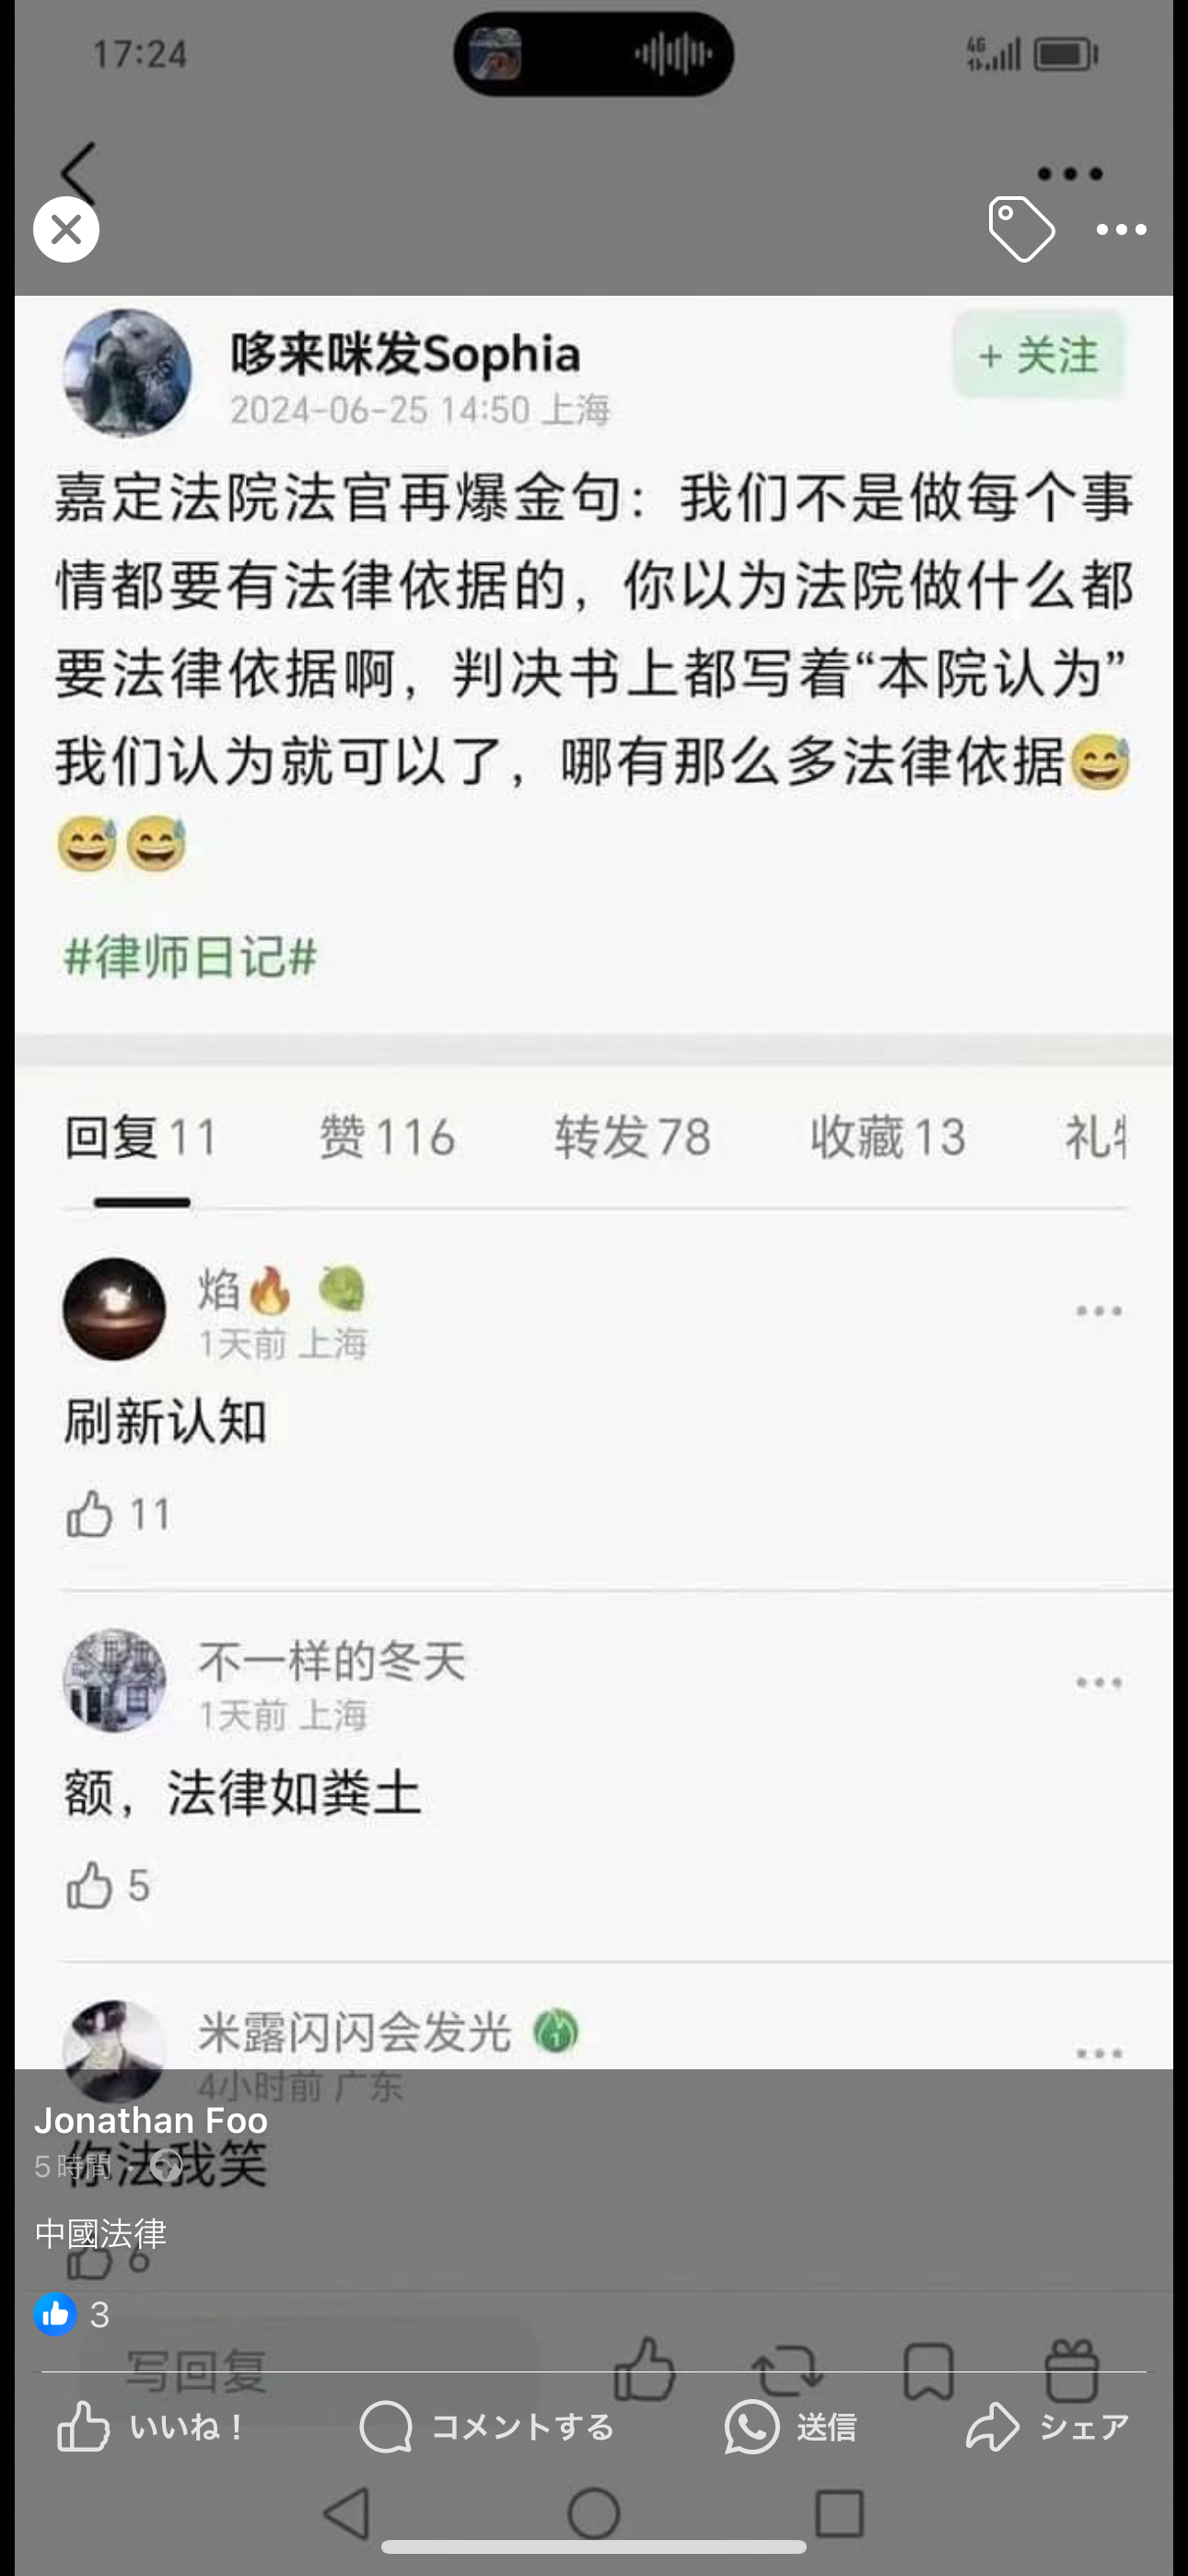 17:24
4G
哆来咪发Sophia
+ 关注
2024-06-25 14:50 上海
嘉定法院法官再爆金句：我们不是做每个事
情都要有法律依据的，你以为法院做什么都
要法律依据啊，判决书上都写着“本院认为”
我们认为就可以了，哪有那么多法律依据😅
😅😅
#律师日记#
回复 11 赞 116 转发 78 收藏 13 礼
焰🔥
1天前 上海
刷新认知
11
不一样的冬天
1天前 上海
额，法律如粪土
5
米露闪闪会发光 1
4小时前 广东
Jonathan Foo
你法我笑
5時間 ·
中國法律
6
3
写回复
いいね！ コメントする 送信 シェア